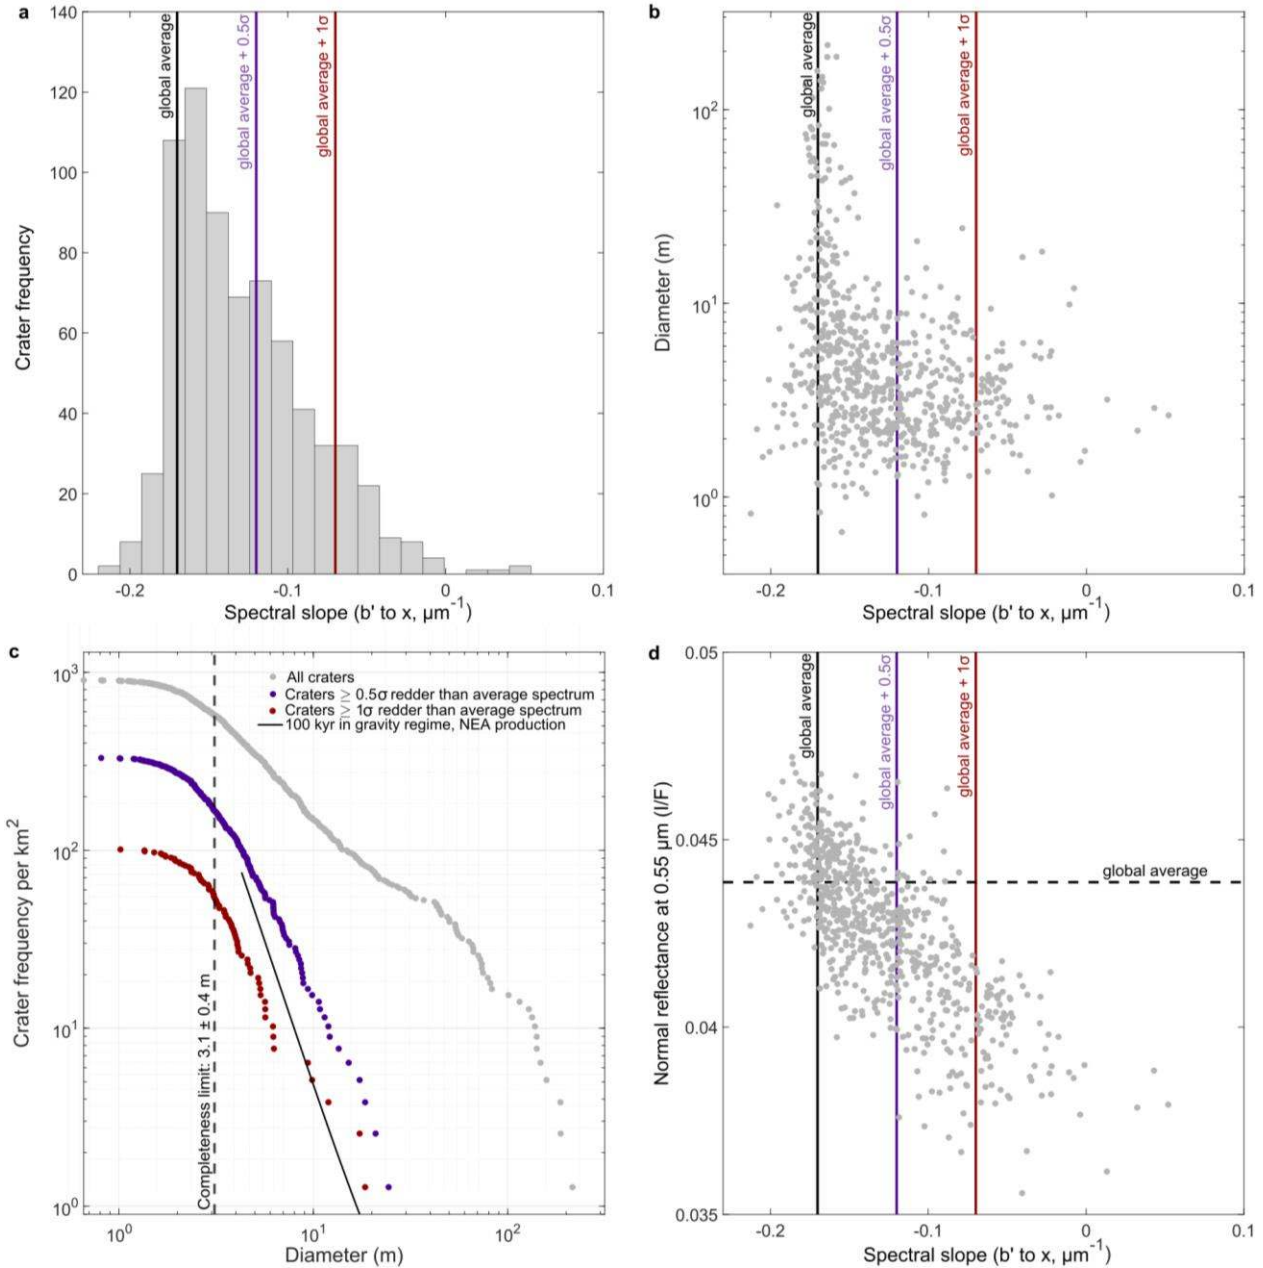 a
140
120
100
80
60
40
20
0
Crater frequency
global average
global average + 0.5σ
global average + 1σ
-0.2
-0.1
0
0.1
Spectral slope (b' to x, µm-1)
b
10²
10¹
10⁰
Diameter (m)
global average
global average + 0.5σ
global average + 1σ
-0.2
-0.1
0
0.1
Spectral slope (b' to x, µm-1)
c
10³
10²
10¹
10⁰
Crater frequency per km²
All craters
Craters ≥ 0.5σ redder than average spectrum
Craters ≥ 1σ redder than average spectrum
100 kyr in gravity regime, NEA production
Completeness limit: 3.1 ± 0.4 m
10⁰
10¹
10²
Diameter (m)
d
0.05
0.045
0.04
0.035
Normal reflectance at 0.55 µm (I/F)
global average
global average + 0.5σ
global average + 1σ
global average
-0.2
-0.1
0
0.1
Spectral slope (b' to x, µm-1)